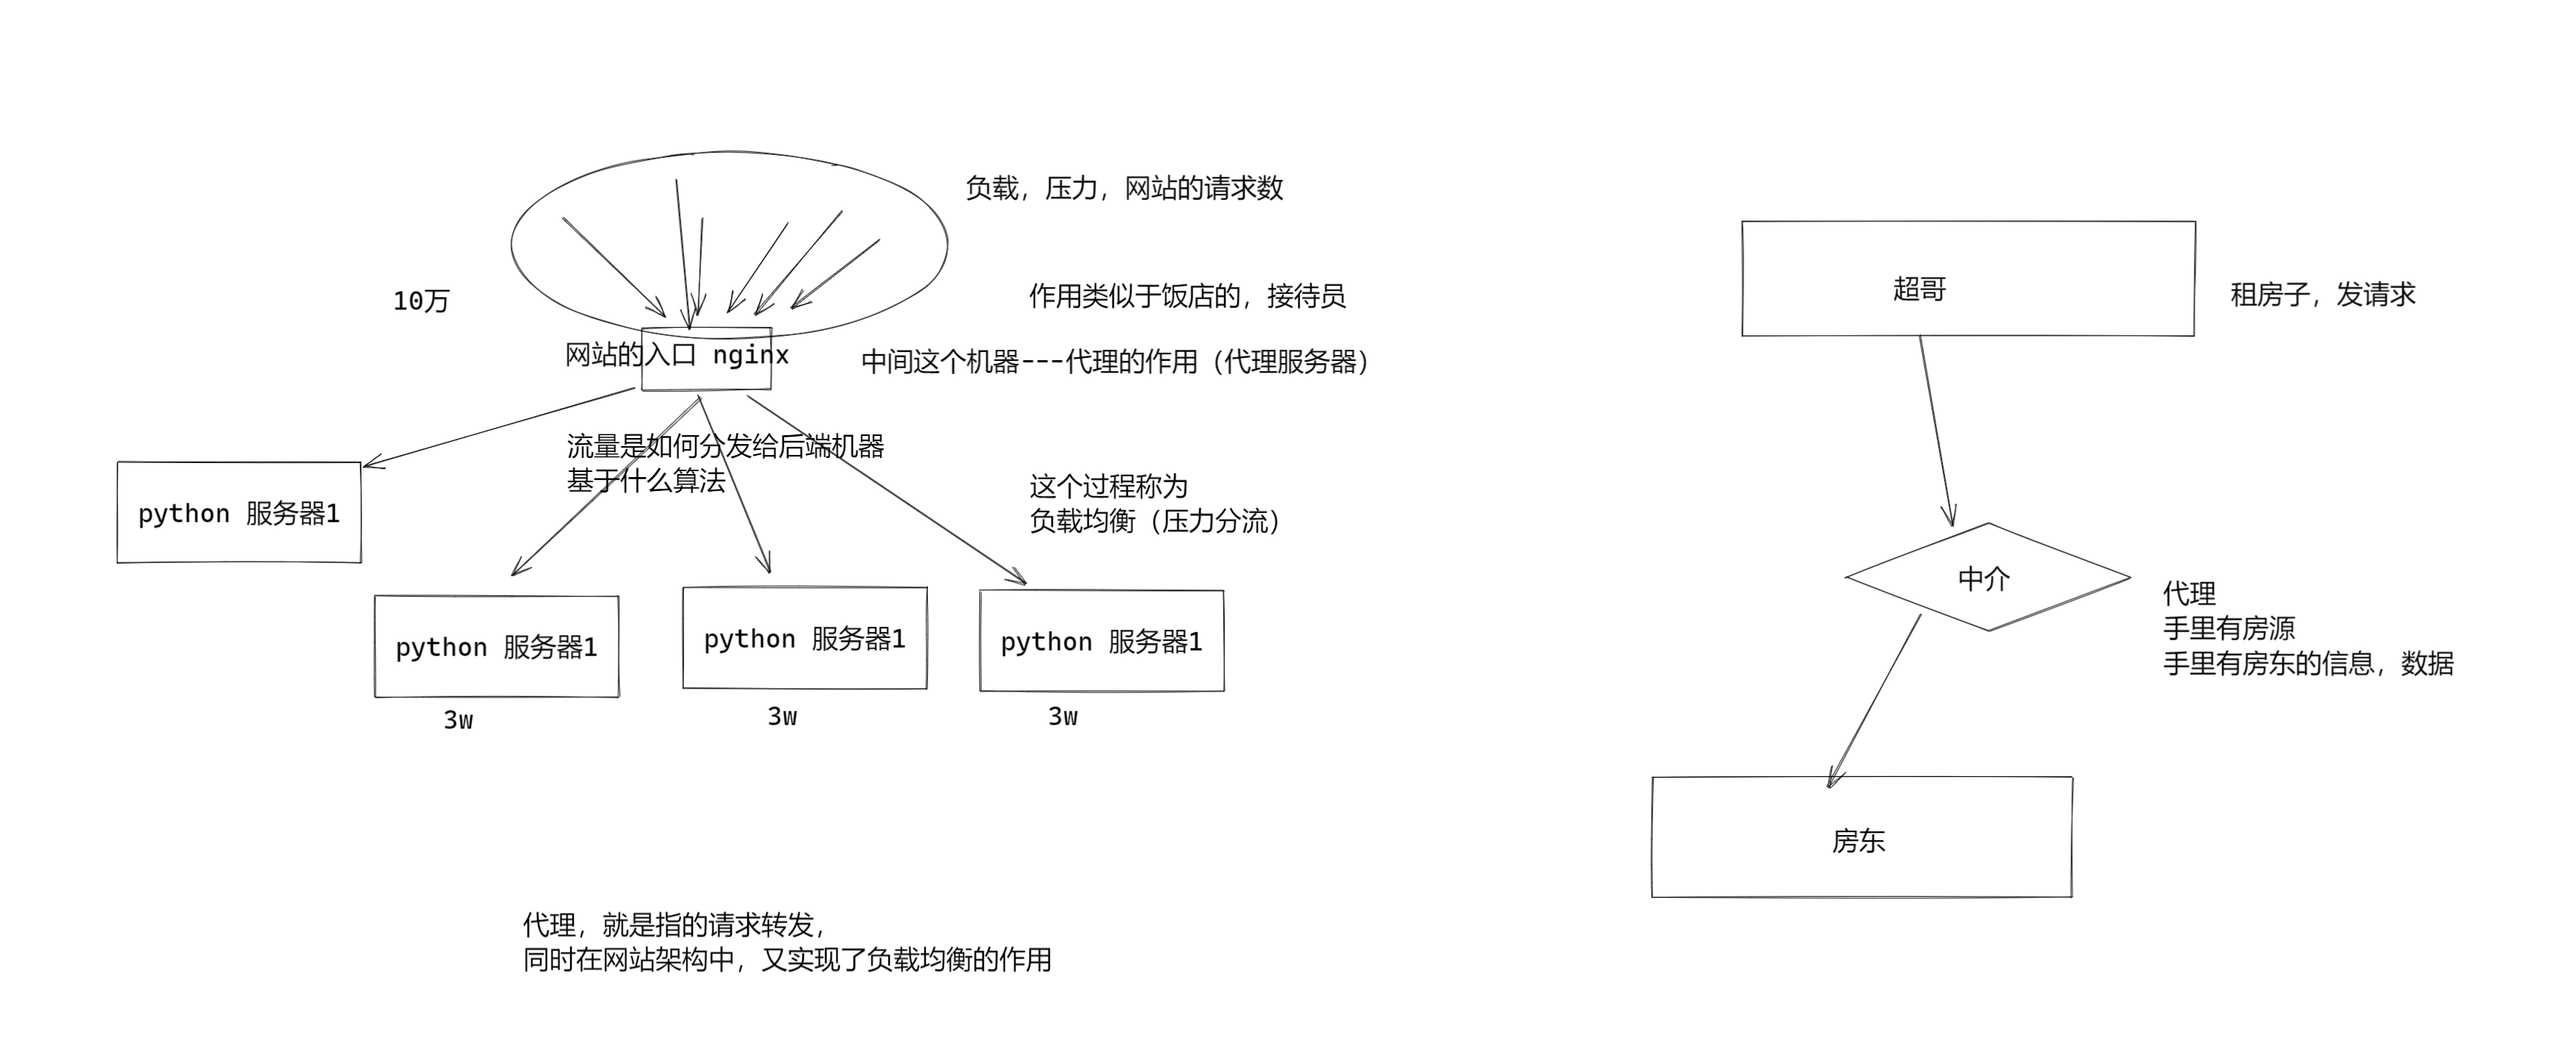 负载，压力，网站的请求数
10万
作用类似于饭店的，接待员
网站的入口 nginx
中间这个机器---代理的作用（代理服务器）
流量是如何分发给后端机器
基于什么算法
这个过程称为
负载均衡（压力分流）
python 服务器1
python 服务器1
python 服务器1
python 服务器1
3w
3w
3w
代理，就是指的请求转发，
同时在网站架构中，又实现了负载均衡的作用
超哥
租房子，发请求
中介
代理
手里有房源
手里有房东的信息，数据
房东